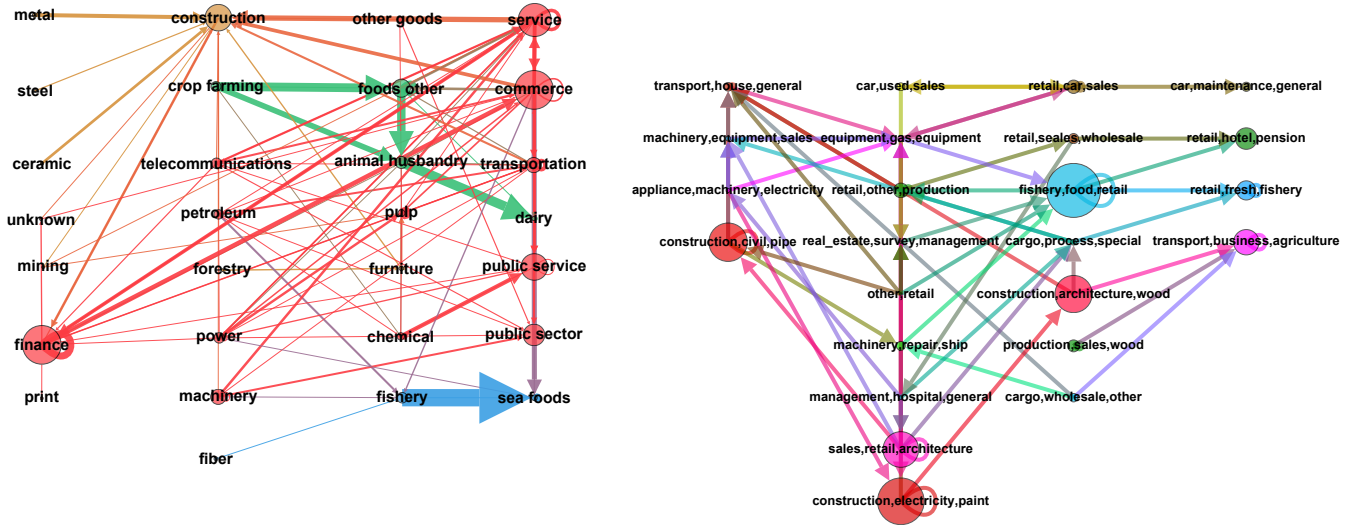 metal
construction
other goods
service
steel
crop farming
foods other
commerce
ceramic
telecommunications
animal husbandry
transportation
unknown
petroleum
pulp
dairy
mining
forestry
furniture
public service
finance
power
chemical
public sector
print
machinery
fishery
sea foods
fiber
transport,house,general
car,used,sales
retail,car,sales
car,maintenance,general
machinery,equipment,sales
equipment,gas,equipment
retail,seales,wholesale
retail,hotel,pension
appliance,machinery,electricity
retail,other,production
fishery,food,retail
retail,fresh,fishery
construction,civil,pipe
real_estate,survey,management
cargo,process,special
transport,business,agriculture
other,retail
construction,architecture,wood
machinery,repair,ship
production,sales,wood
management,hospital,general
cargo,wholesale,other
sales,retail,architecture
construction,electricity,paint